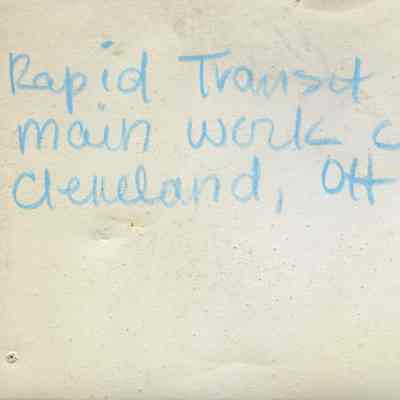 Rapid Transit
main work c
Cleveland, OH